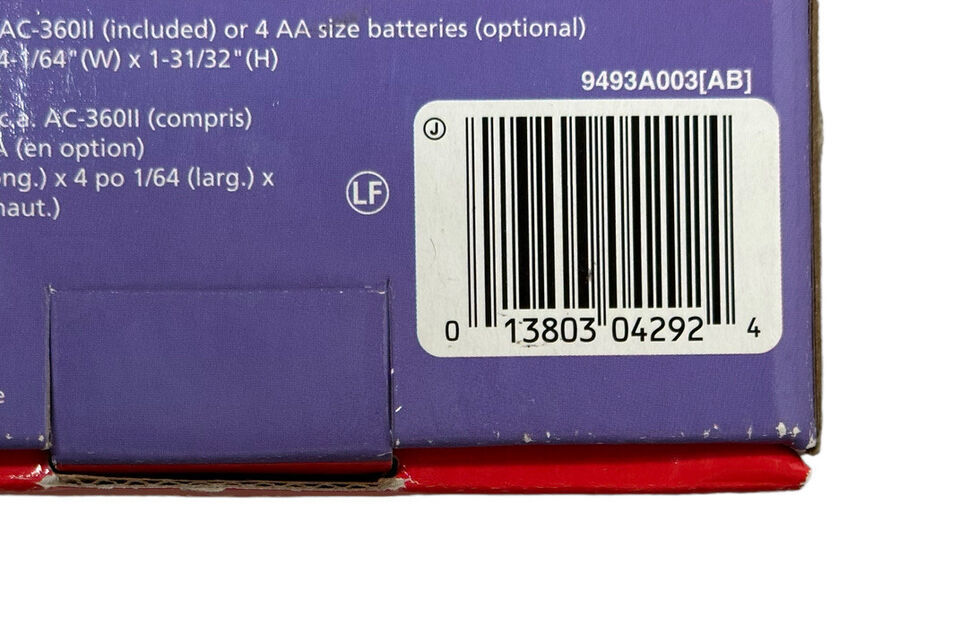 AC-360II (included) or 4 AA size batteries (optional)
4-1/64"(W) x 1-31/32"(H)
c.a. AC-360II (compris)
A (en option)
ong.) x 4 po 1/64 (larg.) x
haut.)
LF
9493A003[AB]
J
0 13803 04292 4
e